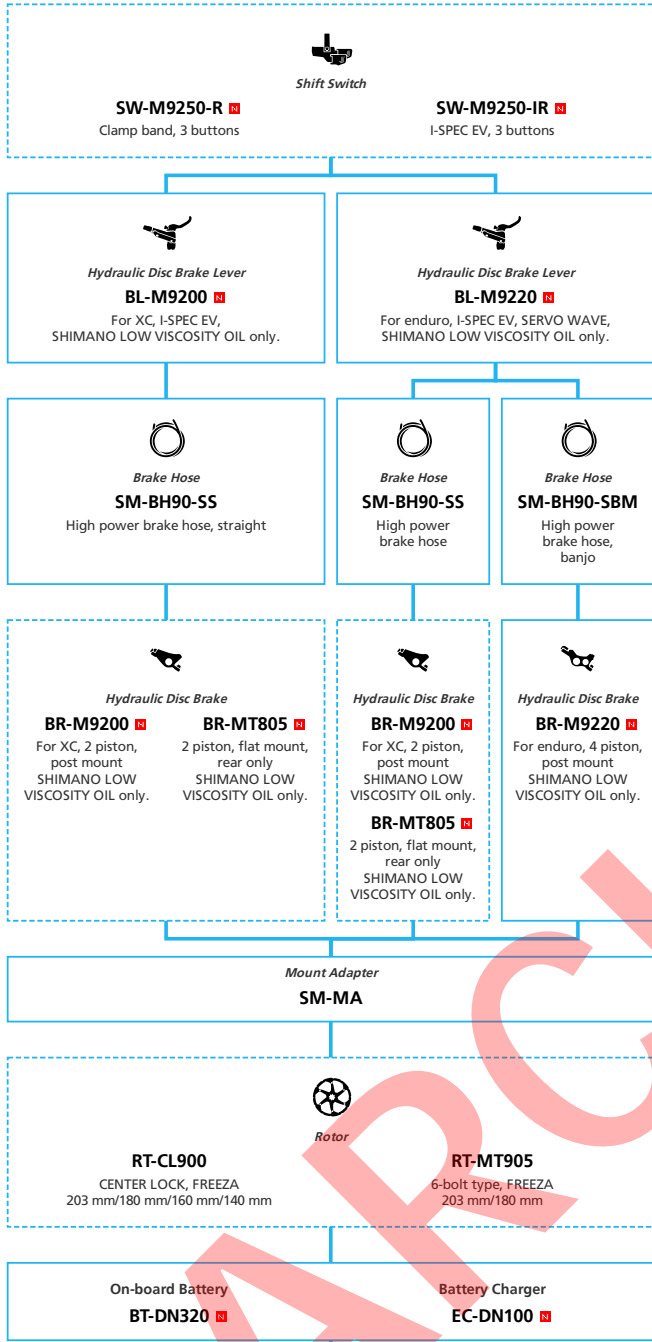 Shift Switch
SW-M9250-R N
Clamp band, 3 buttons
SW-M9250-IR N
I-SPEC EV, 3 buttons
Hydraulic Disc Brake Lever
BL-M9200 N
For XC, I-SPEC EV,
SHIMANO LOW VISCOSITY OIL only.
Hydraulic Disc Brake Lever
BL-M9220 N
For enduro, I-SPEC EV, SERVO WAVE,
SHIMANO LOW VISCOSITY OIL only.
Brake Hose
SM-BH90-SS
High power brake hose, straight
Brake Hose
SM-BH90-SS
High power
brake hose
Brake Hose
SM-BH90-SBM
High power
brake hose,
banjo
Hydraulic Disc Brake
BR-M9200 N
For XC, 2 piston,
post mount
SHIMANO LOW
VISCOSITY OIL only.
BR-MT805 N
2 piston, flat mount,
rear only
SHIMANO LOW
VISCOSITY OIL only.
Hydraulic Disc Brake
BR-M9200 N
For XC, 2 piston,
post mount
SHIMANO LOW
VISCOSITY OIL only.
BR-MT805 N
2 piston, flat mount,
rear only
SHIMANO LOW
VISCOSITY OIL only.
Hydraulic Disc Brake
BR-M9220 N
For enduro, 4 piston,
post mount
SHIMANO LOW
VISCOSITY OIL only.
Mount Adapter
SM-MA
Rotor
RT-CL900
CENTER LOCK, FREEZA
203 mm/180 mm/160 mm/140 mm
RT-MT905
6-bolt type, FREEZA
203 mm/180 mm
On-board Battery
BT-DN320 N
Battery Charger
EC-DN100 N